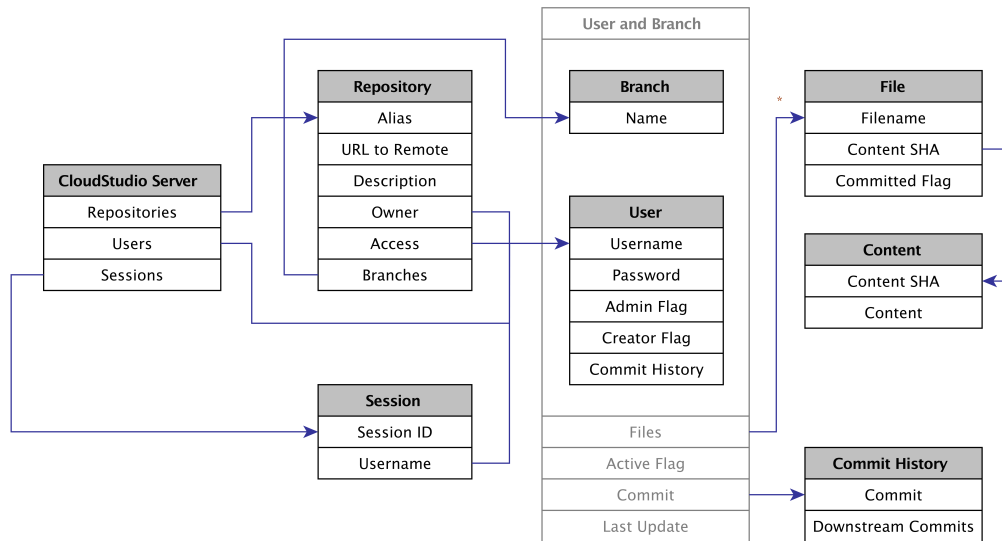 User and Branch
Repository
Alias
URL to Remote
Description
Owner
Access
Branches
Branch
Name
*
File
Filename
Content SHA
Committed Flag
CloudStudio Server
Repositories
Users
Sessions
User
Username
Password
Admin Flag
Creator Flag
Commit History
Content
Content SHA
Content
Session
Session ID
Username
Files
Active Flag
Commit
Last Update
Commit History
Commit
Downstream Commits